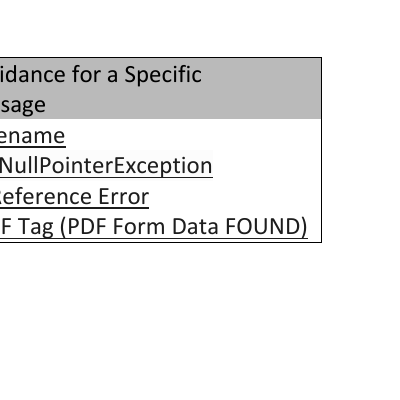 idance for a Specific
sage
ename
NullPointerException
eference Error
F Tag (PDF Form Data FOUND)